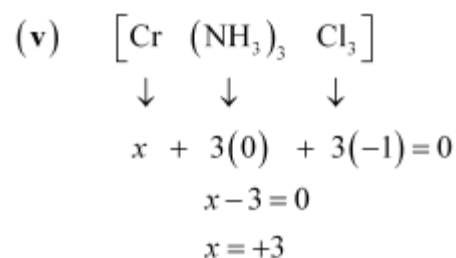 (v) [Cr (NH₃)₃ Cl₃]
↓ ↓ ↓
x + 3(0) + 3(−1) = 0
x − 3 = 0
x = +3